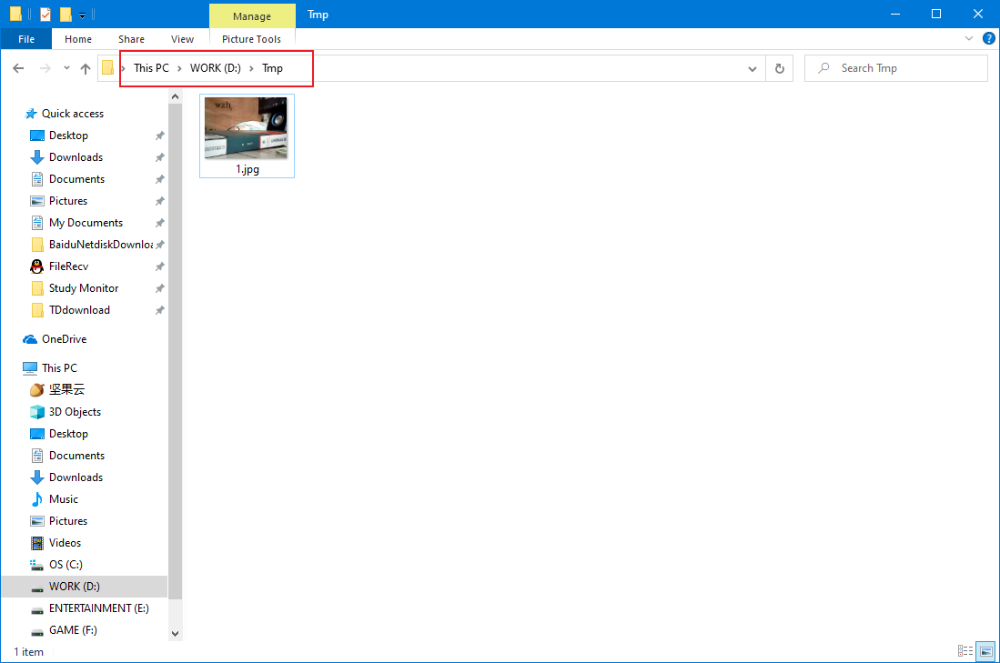 Manage
Tmp
File
Home
Share
View
Picture Tools
This PC
WORK (D:)
Tmp
Search Tmp
wzh
1.jpg
Quick access
Desktop
Downloads
Documents
Pictures
My Documents
BaiduNetdiskDownloa
FileRecv
Study Monitor
TDdownload
OneDrive
This PC
坚果云
3D Objects
Desktop
Documents
Downloads
Music
Pictures
Videos
OS (C:)
WORK (D:)
ENTERTAINMENT (E:)
GAME (F:)
1 item